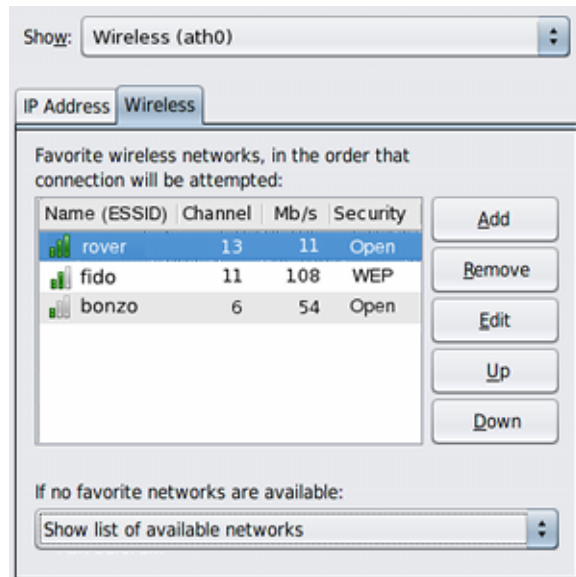 Show: Wireless (ath0)
IP Address Wireless
Favorite wireless networks, in the order that
connection will be attempted:
Name (ESSID) Channel Mb/s Security
rover 13 11 Open
fido 11 108 WEP
bonzo 6 54 Open
Add
Remove
Edit
Up
Down
If no favorite networks are available:
Show list of available networks